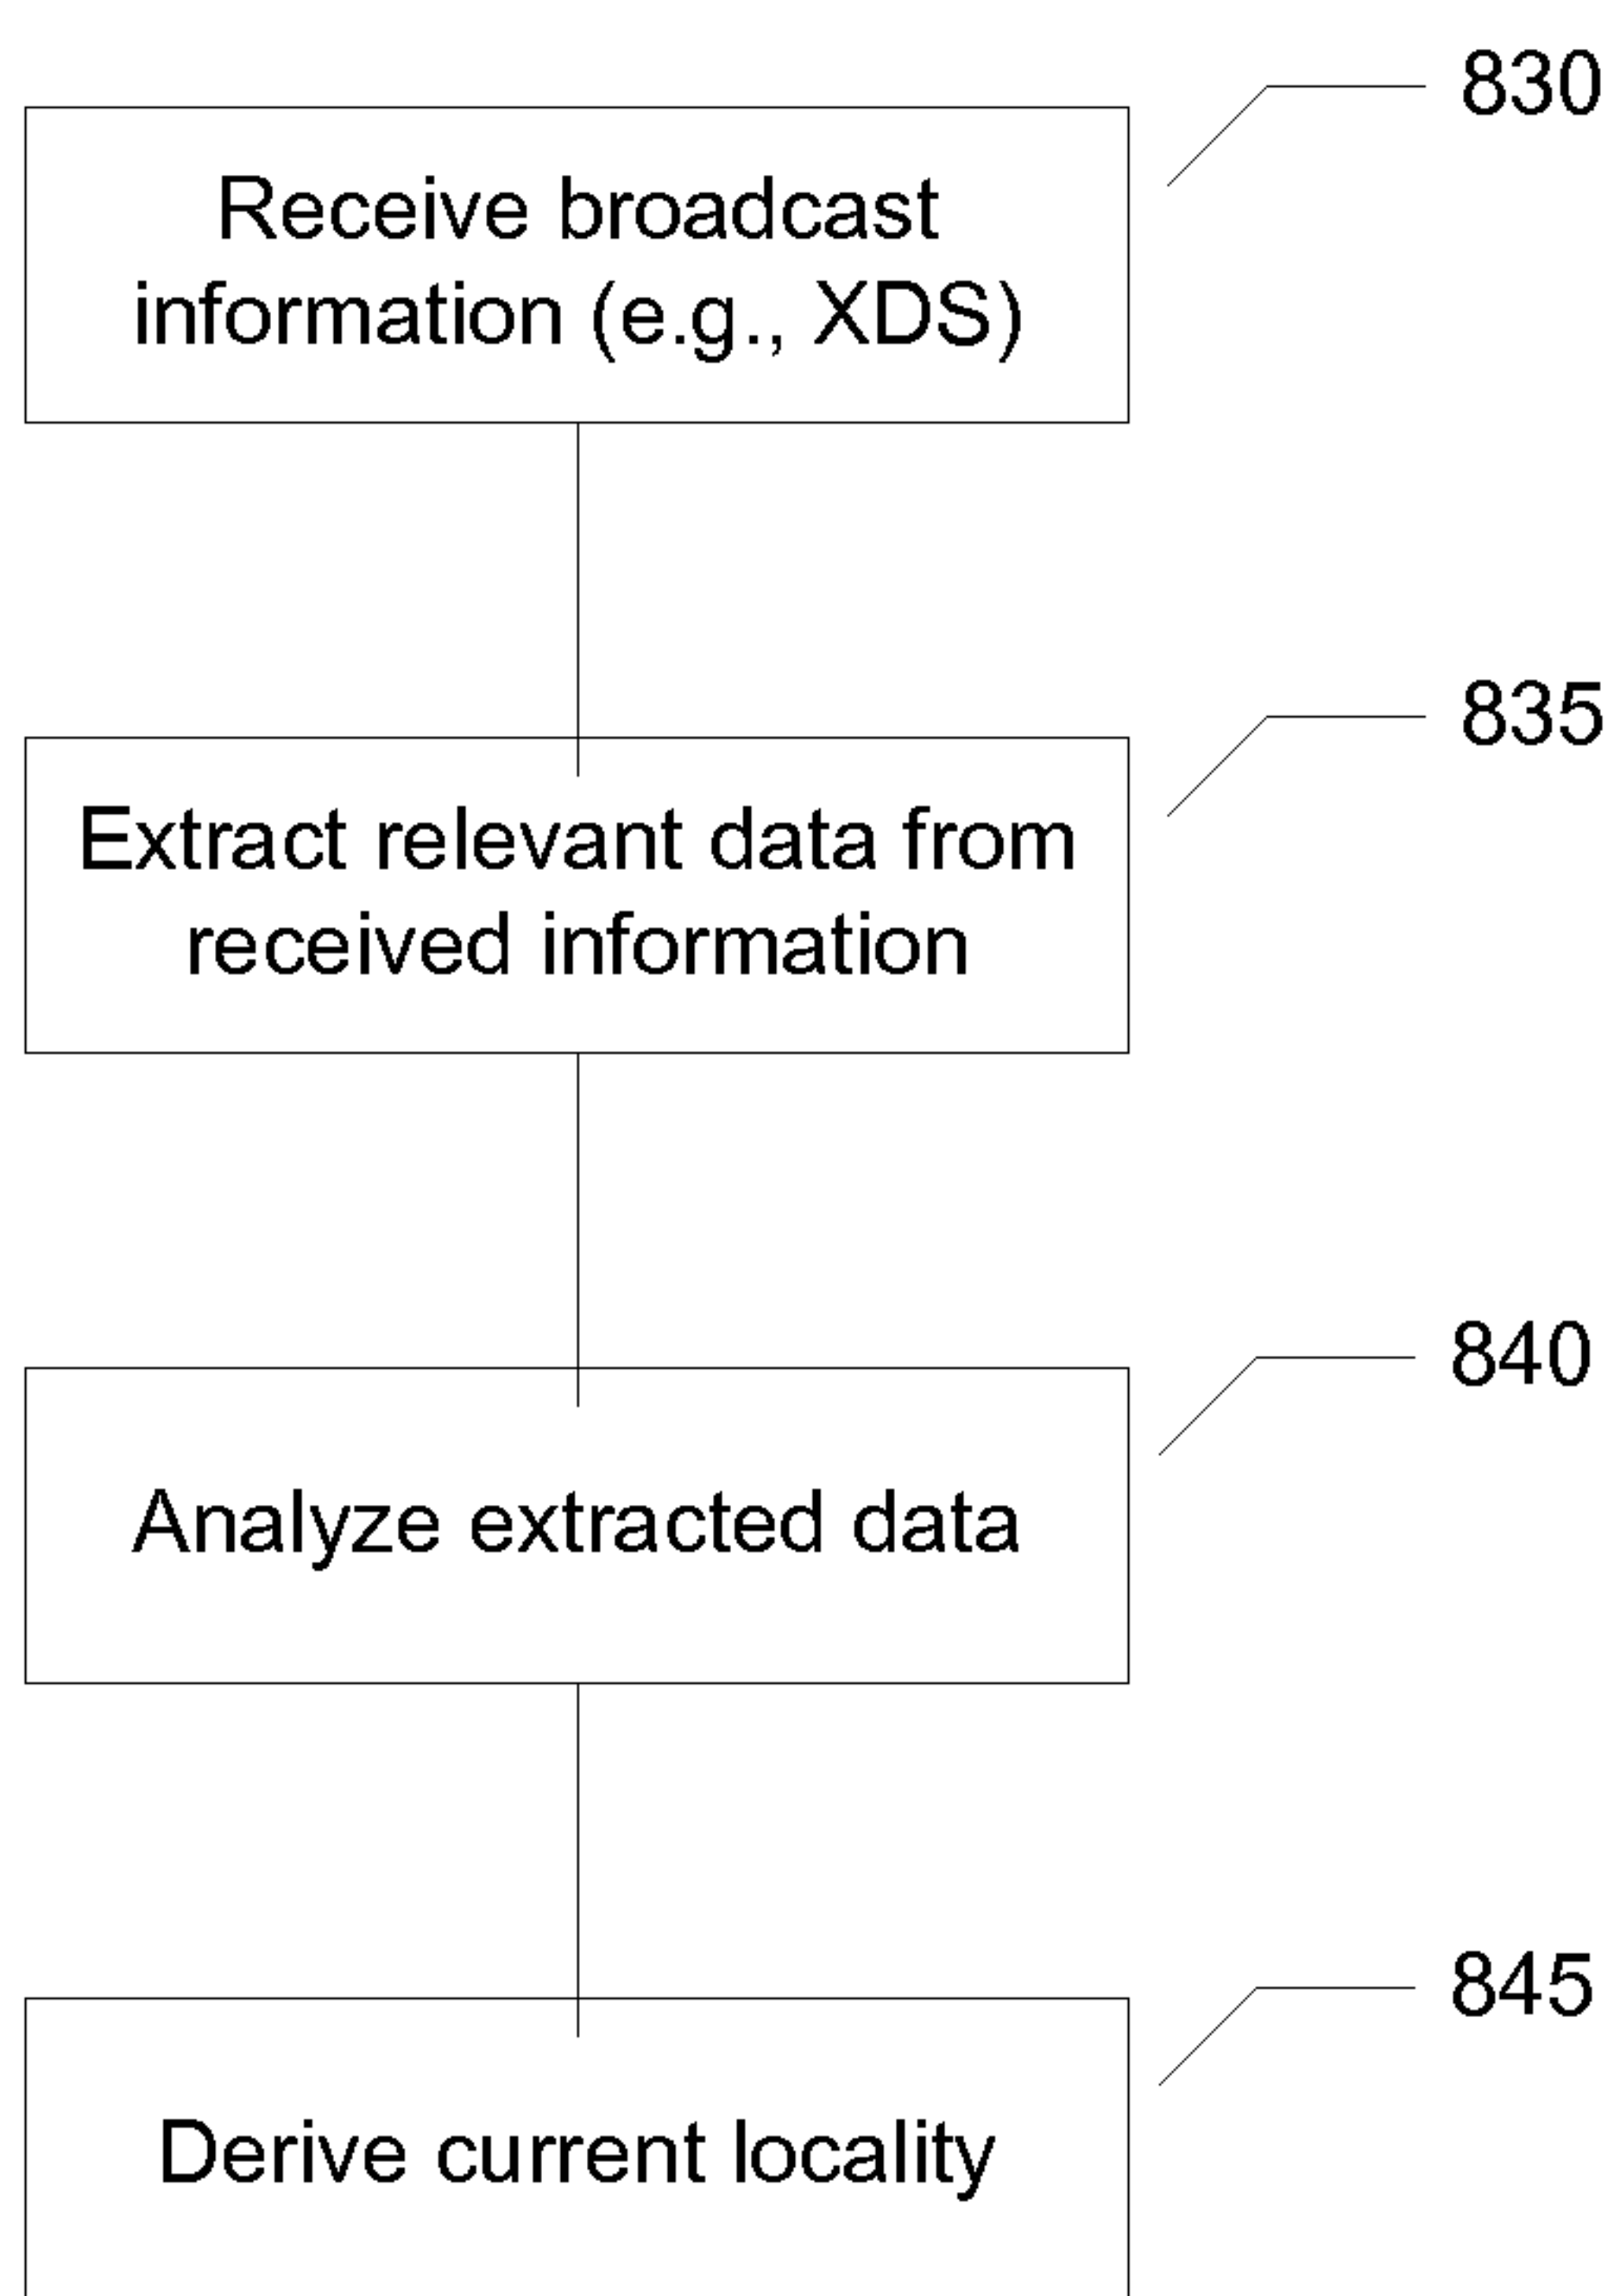 830
Receive broadcast
information (e.g., XDS)
835
Extract relevant data from
received information
840
Analyze extracted data
845
Derive current locality